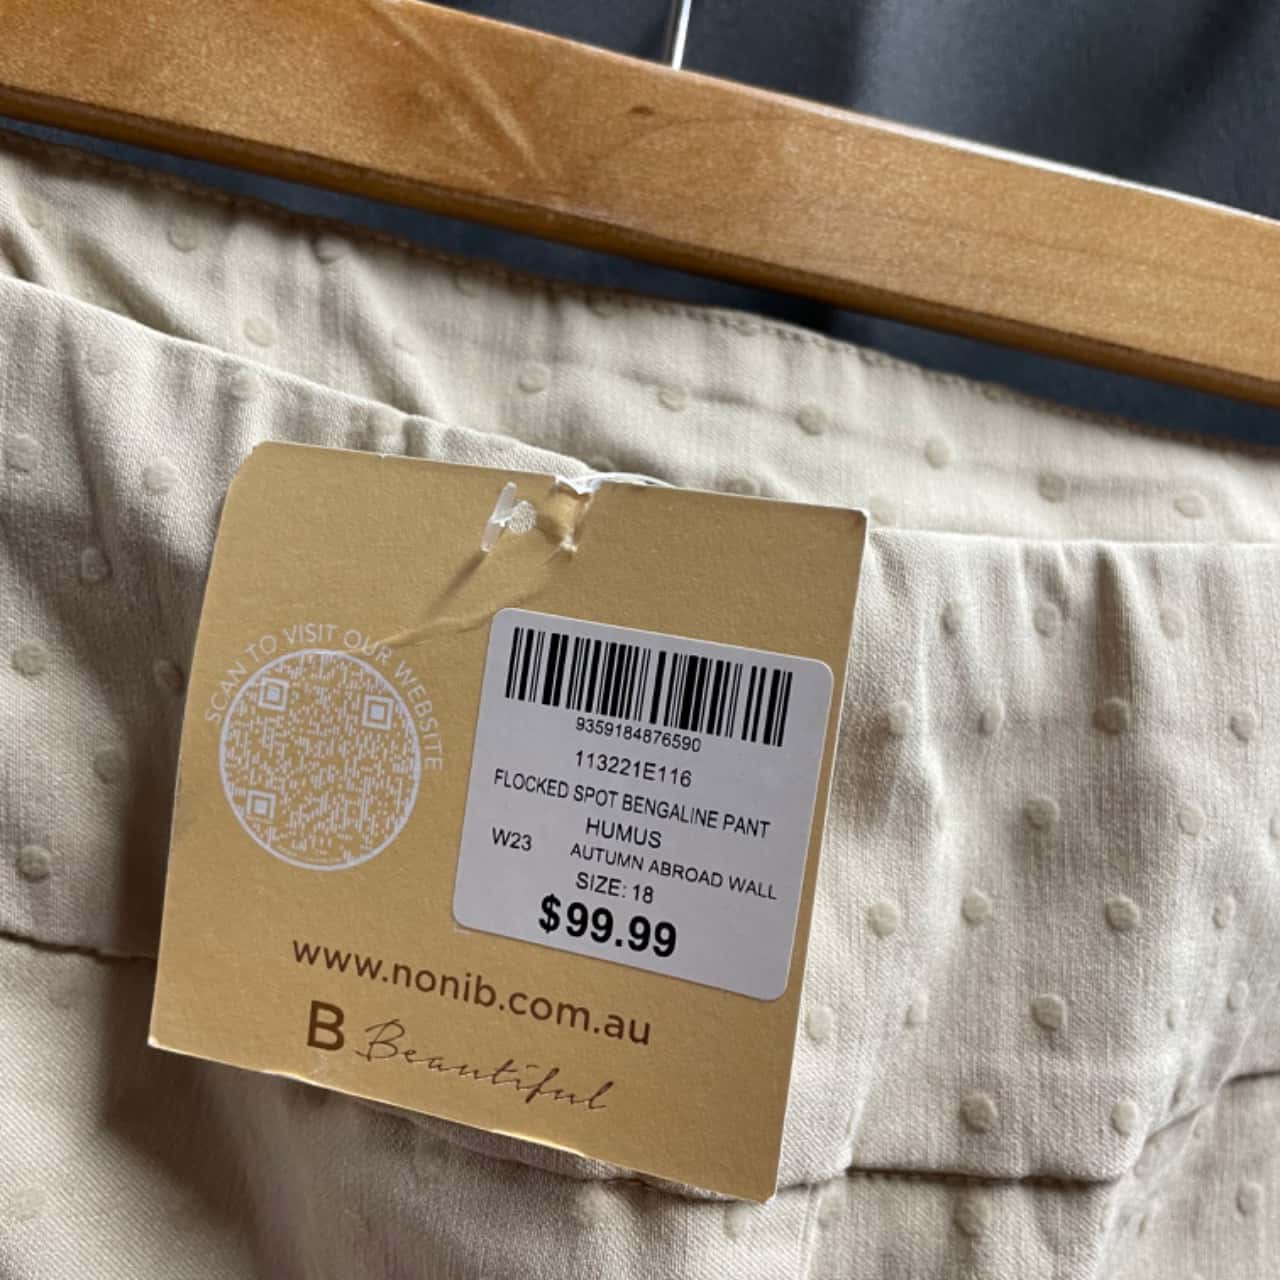 SCAN TO VISIT OUR WEBSITE
9359184876590
113221E116
FLOCKED SPOT BENGALINE PANT
HUMUS
W23 AUTUMN ABROAD WALL
SIZE: 18
$99.99
www.nonib.com.au
B Beautiful